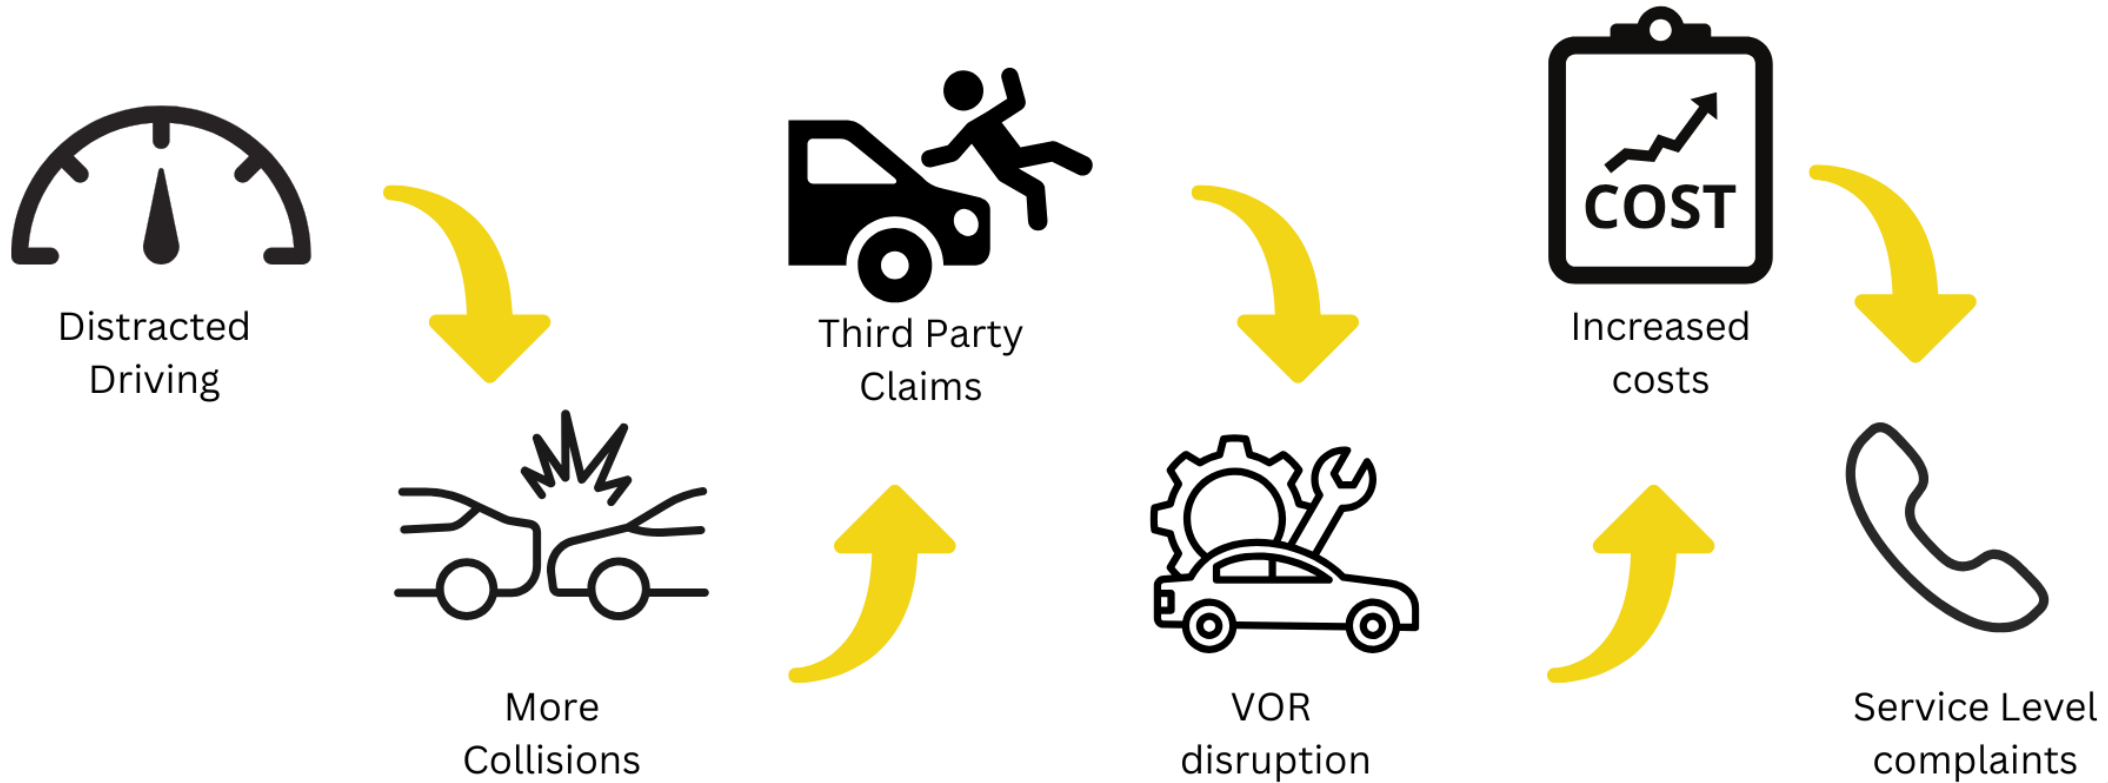 Distracted
Driving
More
Collisions
Third Party
Claims
VOR
disruption
COST
Increased
costs
Service Level
complaints